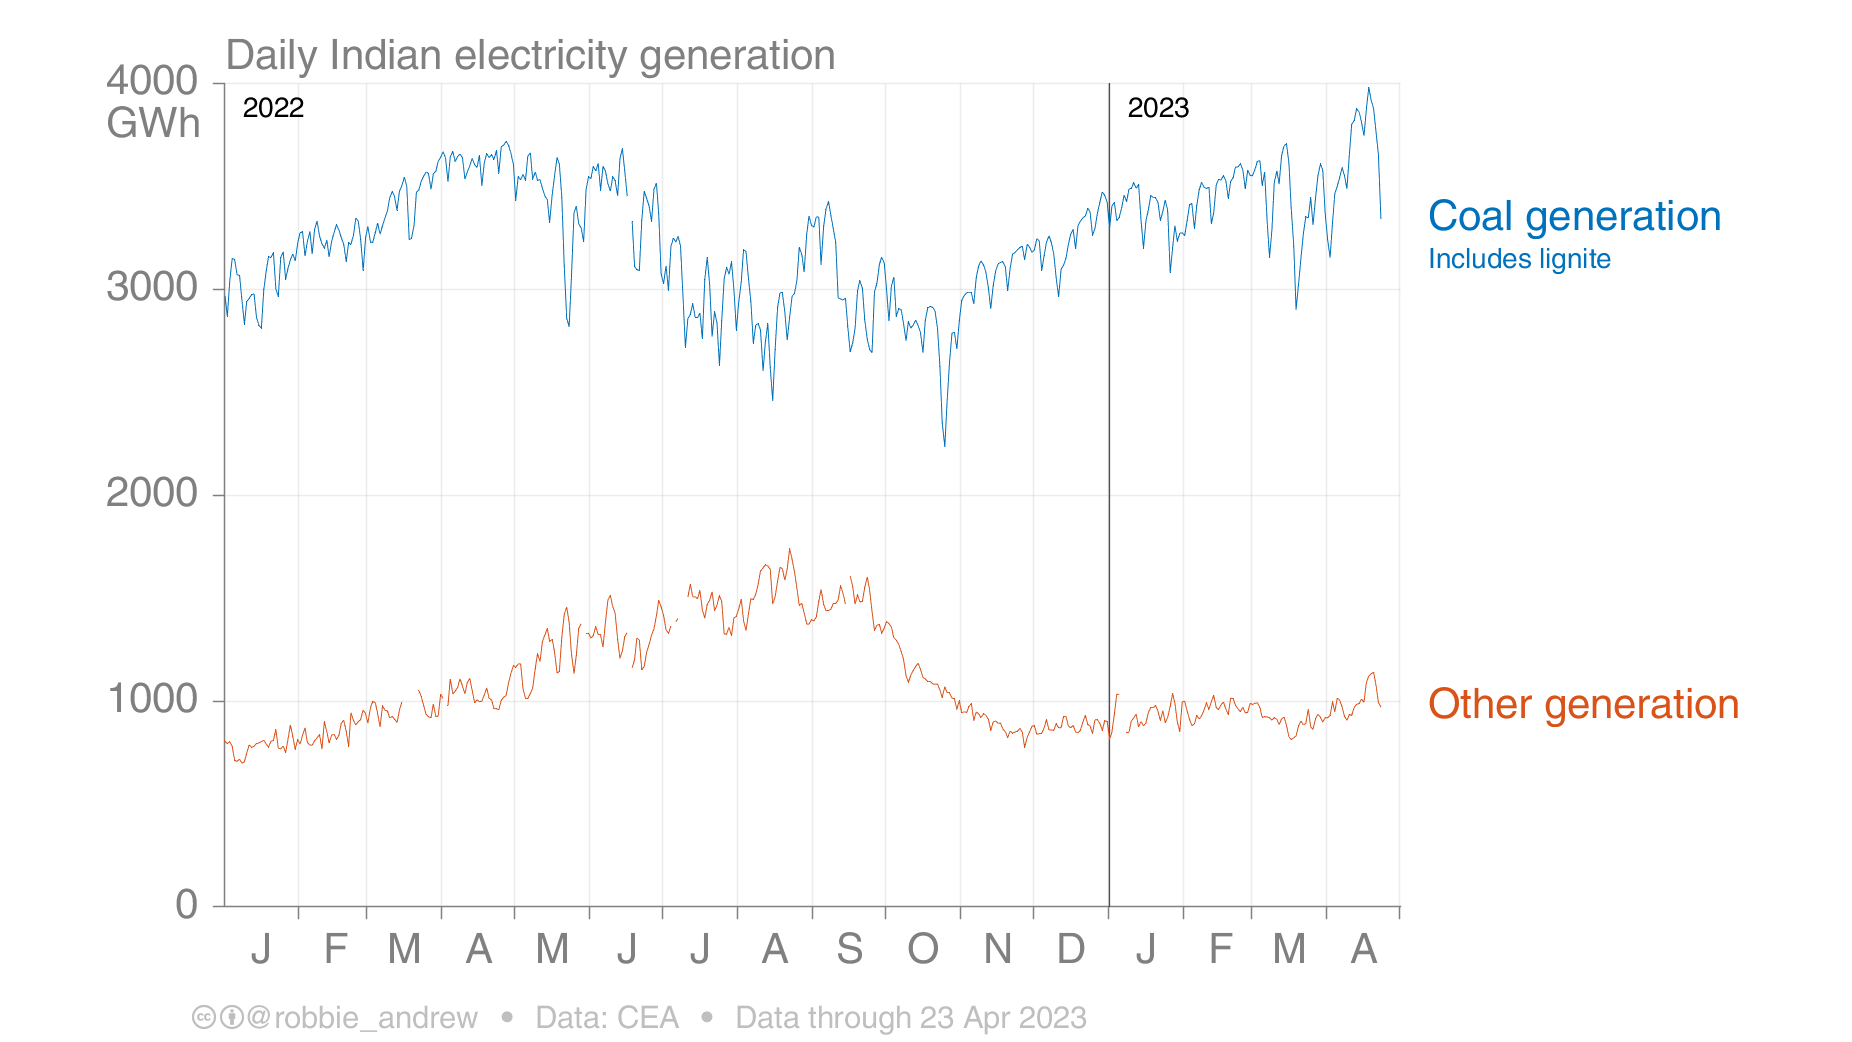 Daily Indian electricity generation
4000
GWh
2022
2023
3000
2000
1000
0
Coal generation
Includes lignite
Other generation
J F M A M J J A S O N D J F M A
cc @robbie_andrew • Data: CEA • Data through 23 Apr 2023